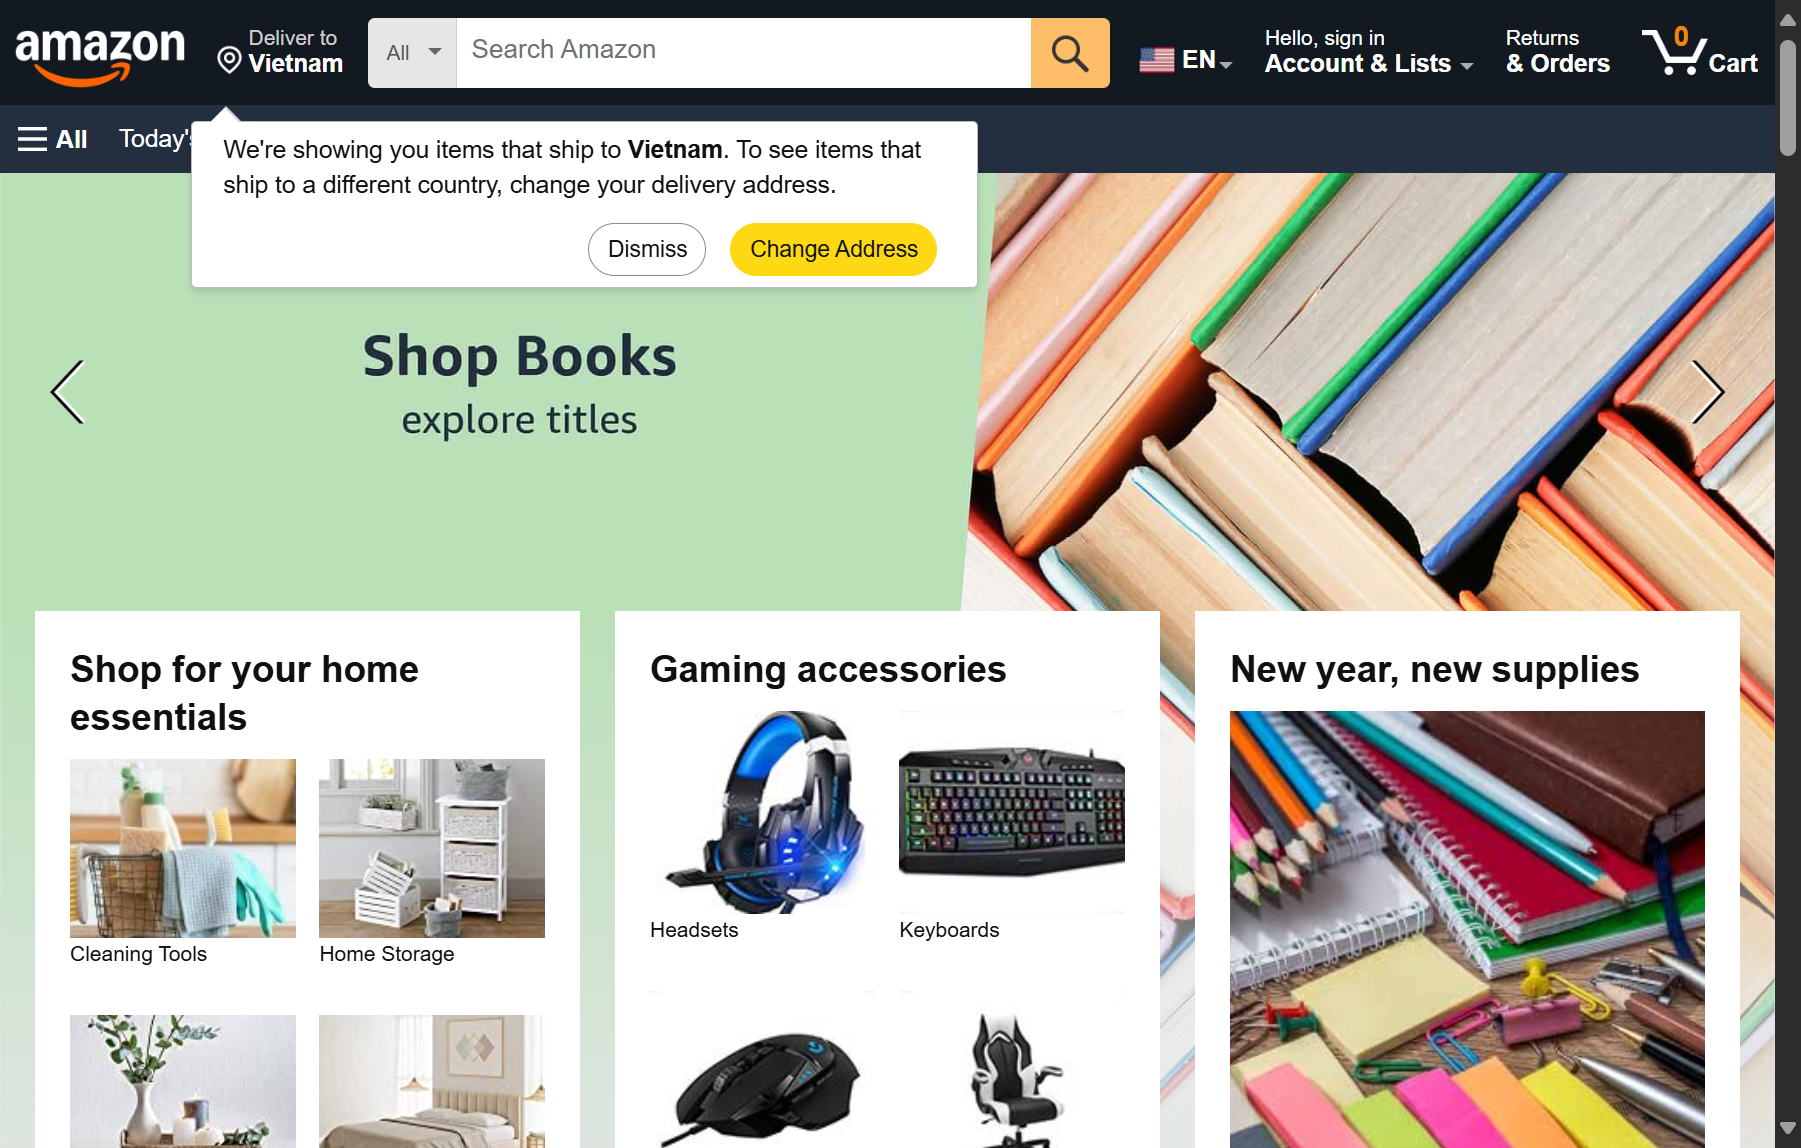 amazon
Deliver to
Vietnam
All
Search Amazon
EN
Hello, sign in
Account & Lists
Returns
& Orders
0
Cart
All
Today's
We're showing you items that ship to Vietnam. To see items that
ship to a different country, change your delivery address.
Dismiss
Change Address
Shop Books
explore titles
Shop for your home
essentials
Cleaning Tools
Home Storage
Gaming accessories
Headsets
Keyboards
New year, new supplies